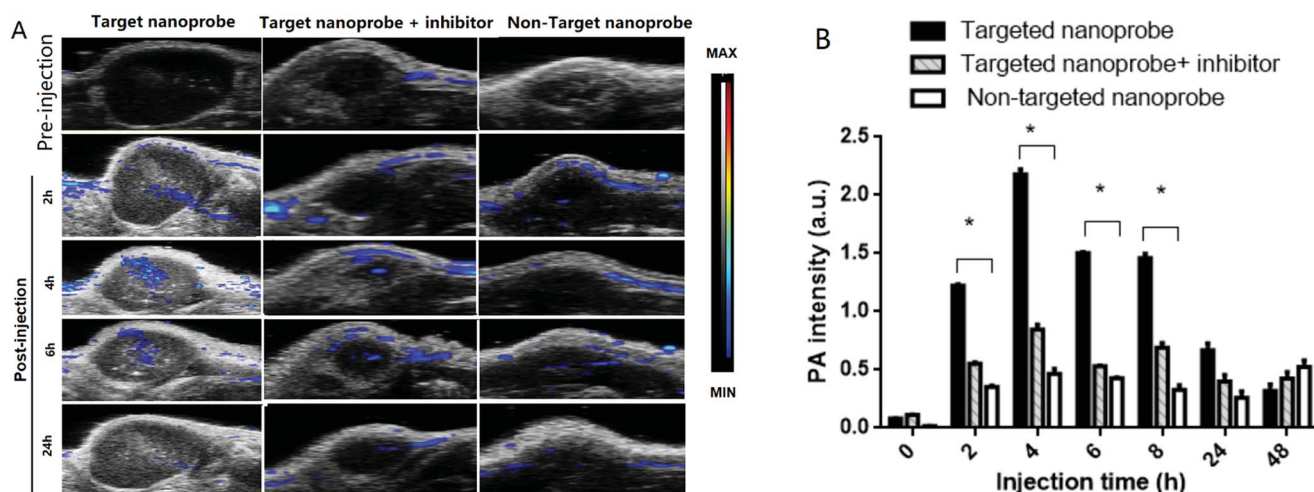 A
Target nanoprobe
Target nanoprobe + inhibitor
Non-Target nanoprobe
Pre-injection
Post-injection
2h
4h
6h
24h
MAX
MIN
B
Targeted nanoprobe
Targeted nanoprobe+ inhibitor
Non-targeted nanoprobe
PA intensity (a.u.)
2.5
2.0
1.5
1.0
0.5
0.0
*
*
*
*
0
2
4
6
8
24
48
Injection time (h)